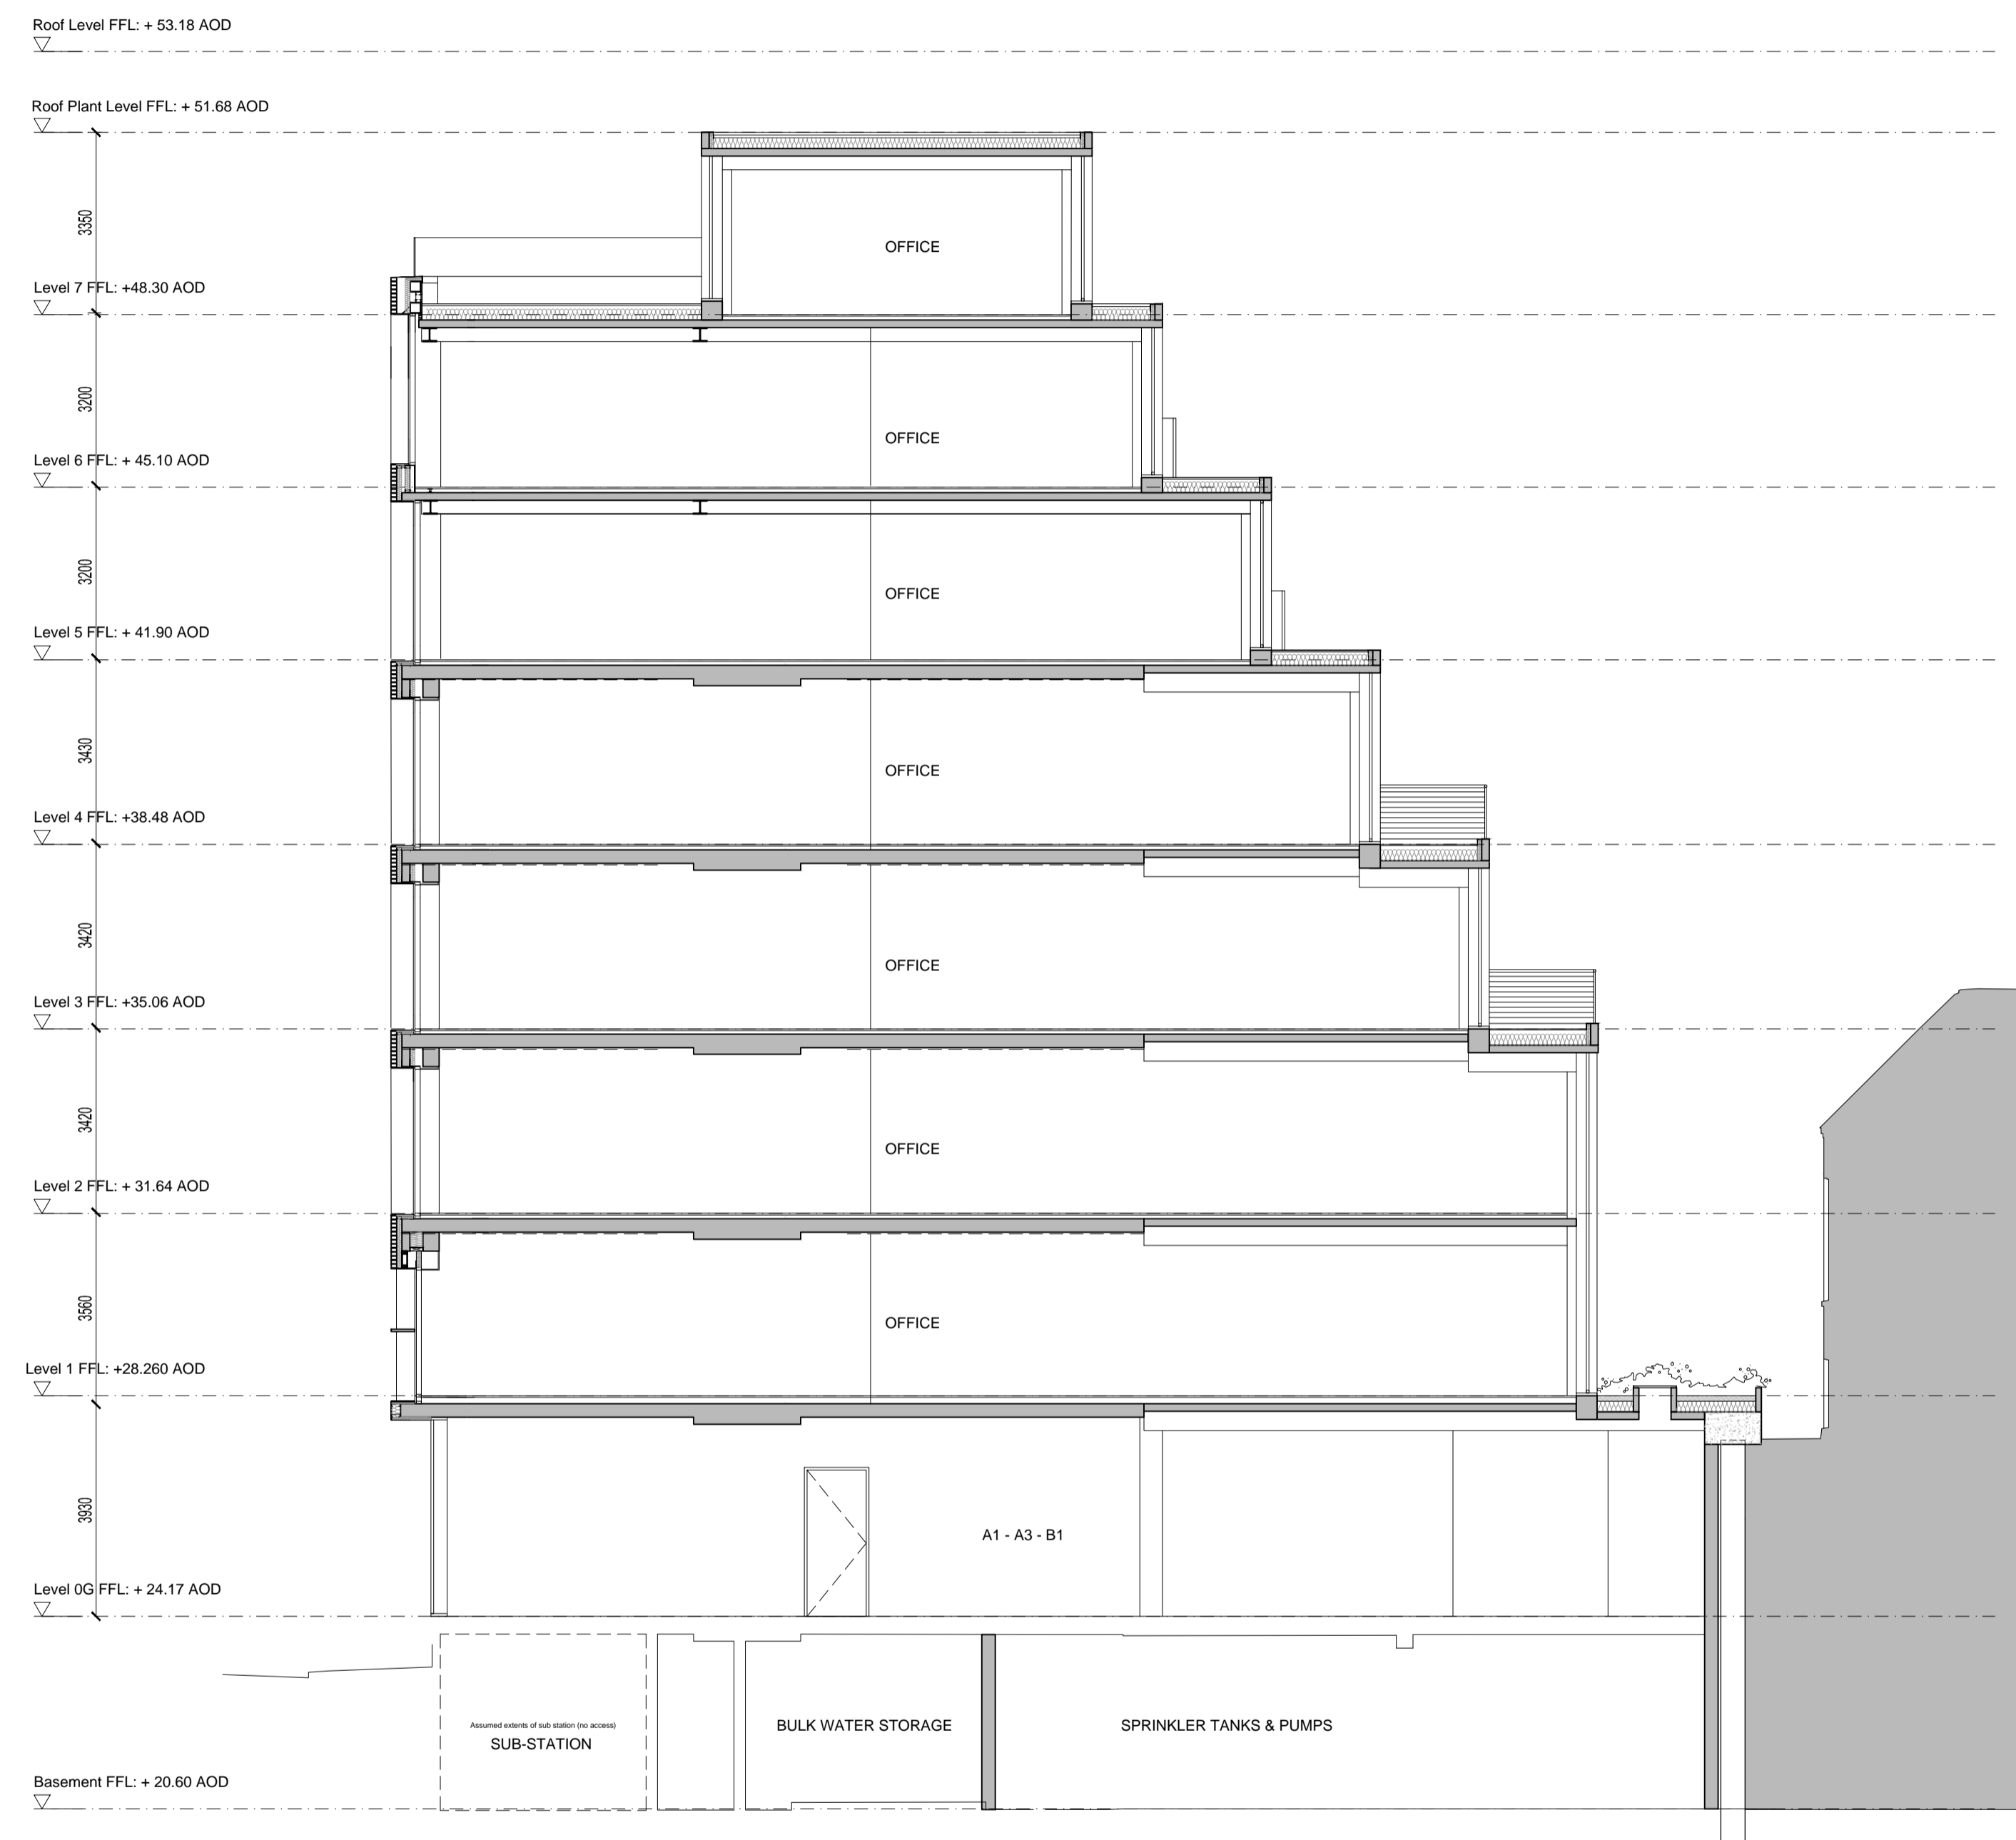 Roof Level FFL: + 53.18 AOD
Roof Plant Level FFL: + 51.68 AOD
3350
OFFICE
Level 7 FFL: +48.30 AOD
3200
OFFICE
Level 6 FFL: + 45.10 AOD
3200
OFFICE
Level 5 FFL: + 41.90 AOD
3430
OFFICE
Level 4 FFL: +38.48 AOD
3420
OFFICE
Level 3 FFL: +35.06 AOD
3420
OFFICE
Level 2 FFL: + 31.64 AOD
3560
OFFICE
Level 1 FFL: +28.260 AOD
3930
A1 - A3 - B1
Level 0G FFL: + 24.17 AOD
Assumed extents of sub station (no access)
SUB-STATION
BULK WATER STORAGE
SPRINKLER TANKS & PUMPS
Basement FFL: + 20.60 AOD